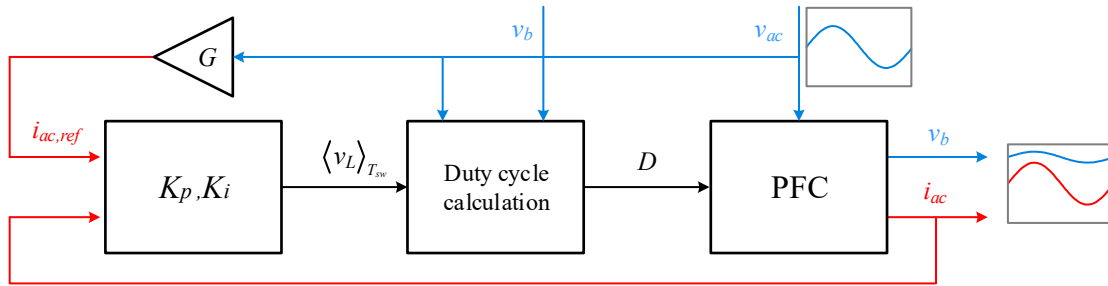 G
v_b
v_ac
i_ac,ref
K_p,K_i
⟨v_L⟩_T_sw
Duty cycle
calculation
D
PFC
v_b
i_ac